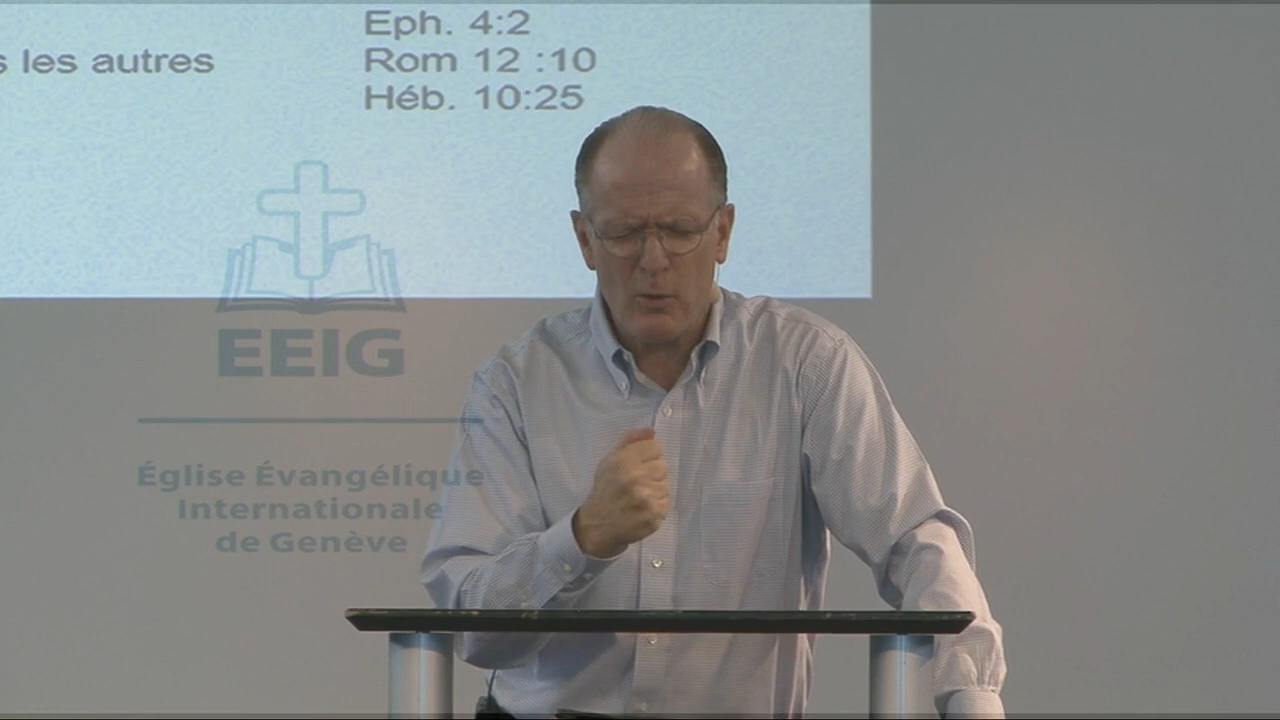 Eph. 4:2
s les autres Rom 12 :10
Héb. 10:25
EEIG
Église Évangélique
Internationale
de Genève